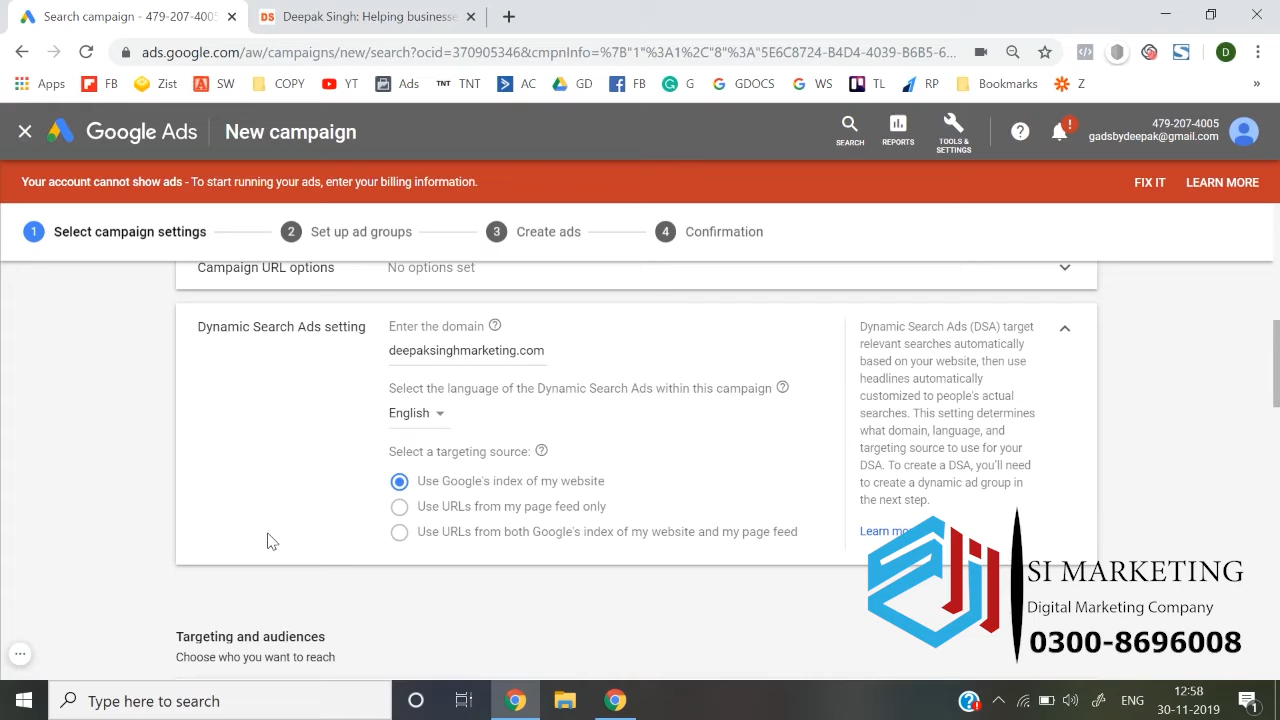 Search campaign - 479-207-4005
DS Deepak Singh: Helping businesse
ads.google.com/aw/campaigns/new/search?ocid=370905346&cmpnInfo=%7B"1"%3A1%2C"8"%3A"5E6C8724-B4D4-4039-B6B5-6...
D
Apps FB Zist SW COPY YT Ads TNT TNT AC GD FB G GDOCS WS TL RP Bookmarks Z »
Google Ads New campaign
SEARCH
REPORTS
TOOLS & SETTINGS
479-207-4005
gadsbydeepak@gmail.com
Your account cannot show ads - To start running your ads, enter your billing information.
FIX IT LEARN MORE
1 Select campaign settings 2 Set up ad groups 3 Create ads 4 Confirmation
Campaign URL options No options set
Dynamic Search Ads setting
Enter the domain
deepaksinghmarketing.com
Select the language of the Dynamic Search Ads within this campaign
English
Select a targeting source:
Use Google's index of my website
Use URLs from my page feed only
Use URLs from both Google's index of my website and my page feed
Dynamic Search Ads (DSA) target
relevant searches automatically
based on your website, then use
headlines automatically
customized to people's actual
searches. This setting determines
what domain, language, and
targeting source to use for your
DSA. To create a DSA, you'll need
to create a dynamic ad group in
the next step.
Learn mo
SI MARKETING
Digital Marketing Company
0300-8696008
Targeting and audiences
Choose who you want to reach
Type here to search
ENG
12:58
30-11-2019
1